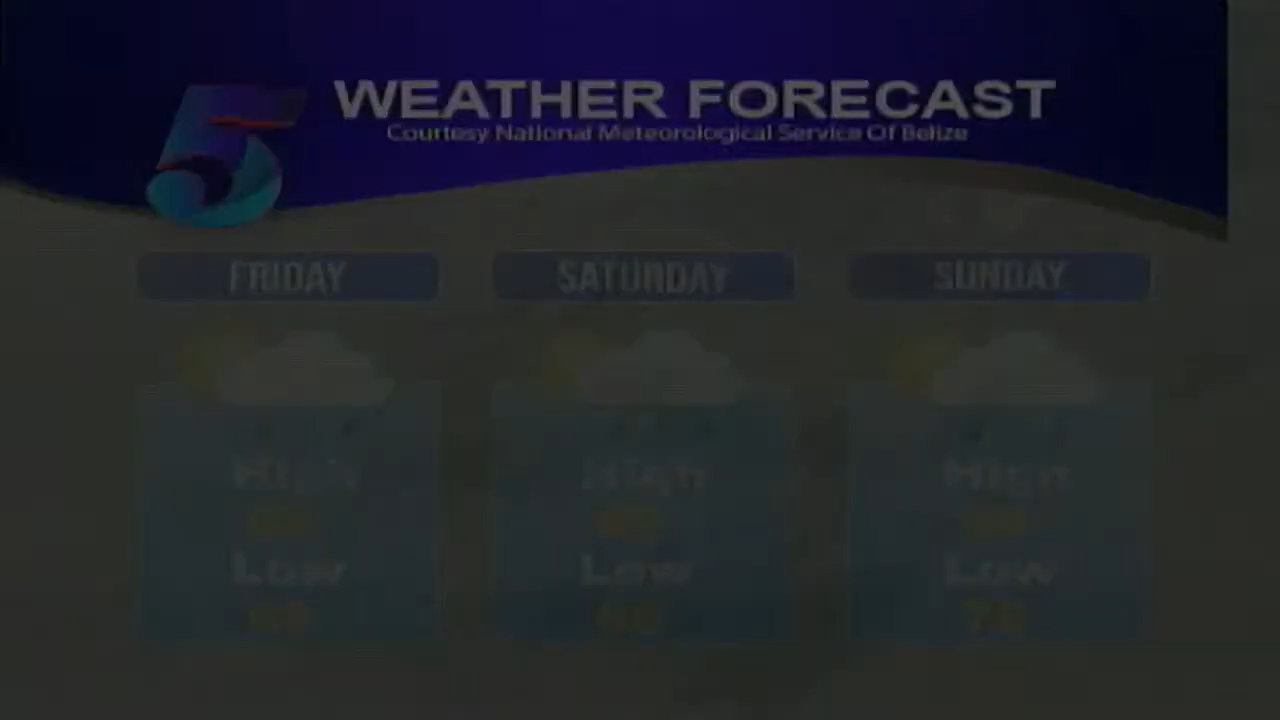 5
WEATHER FORECAST
Courtesy National Meteorological Service Of Belize
FRIDAY SATURDAY SUNDAY
High High High
Low Low Low